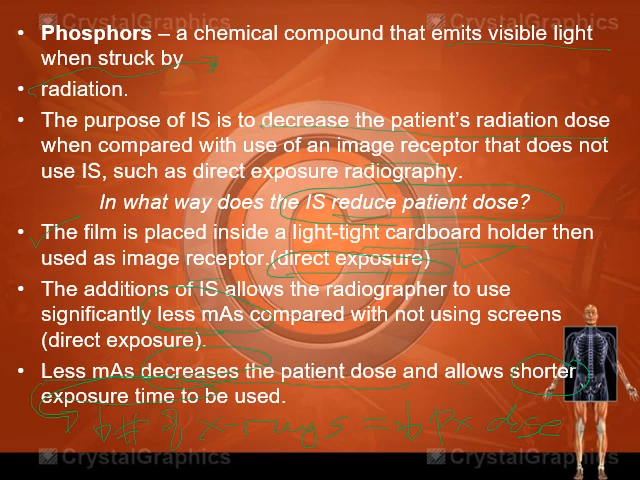 CrystalGraphics
• Phosphors – a chemical compound that emits visible light
when struck by
• radiation.
• The purpose of IS is to decrease the patient’s radiation dose
when compared with use of an image receptor that does not
use IS, such as direct exposure radiography.
In what way does the IS reduce patient dose?
• The film is placed inside a light-tight cardboard holder then
used as image receptor.(direct exposure)
• The additions of IS allows the radiographer to use
significantly less mAs compared with not using screens
(direct exposure).
• Less mAs decreases the patient dose and allows shorter
exposure time to be used.
# of x-rays = px dose
CrystalGraphics CrystalGraphics